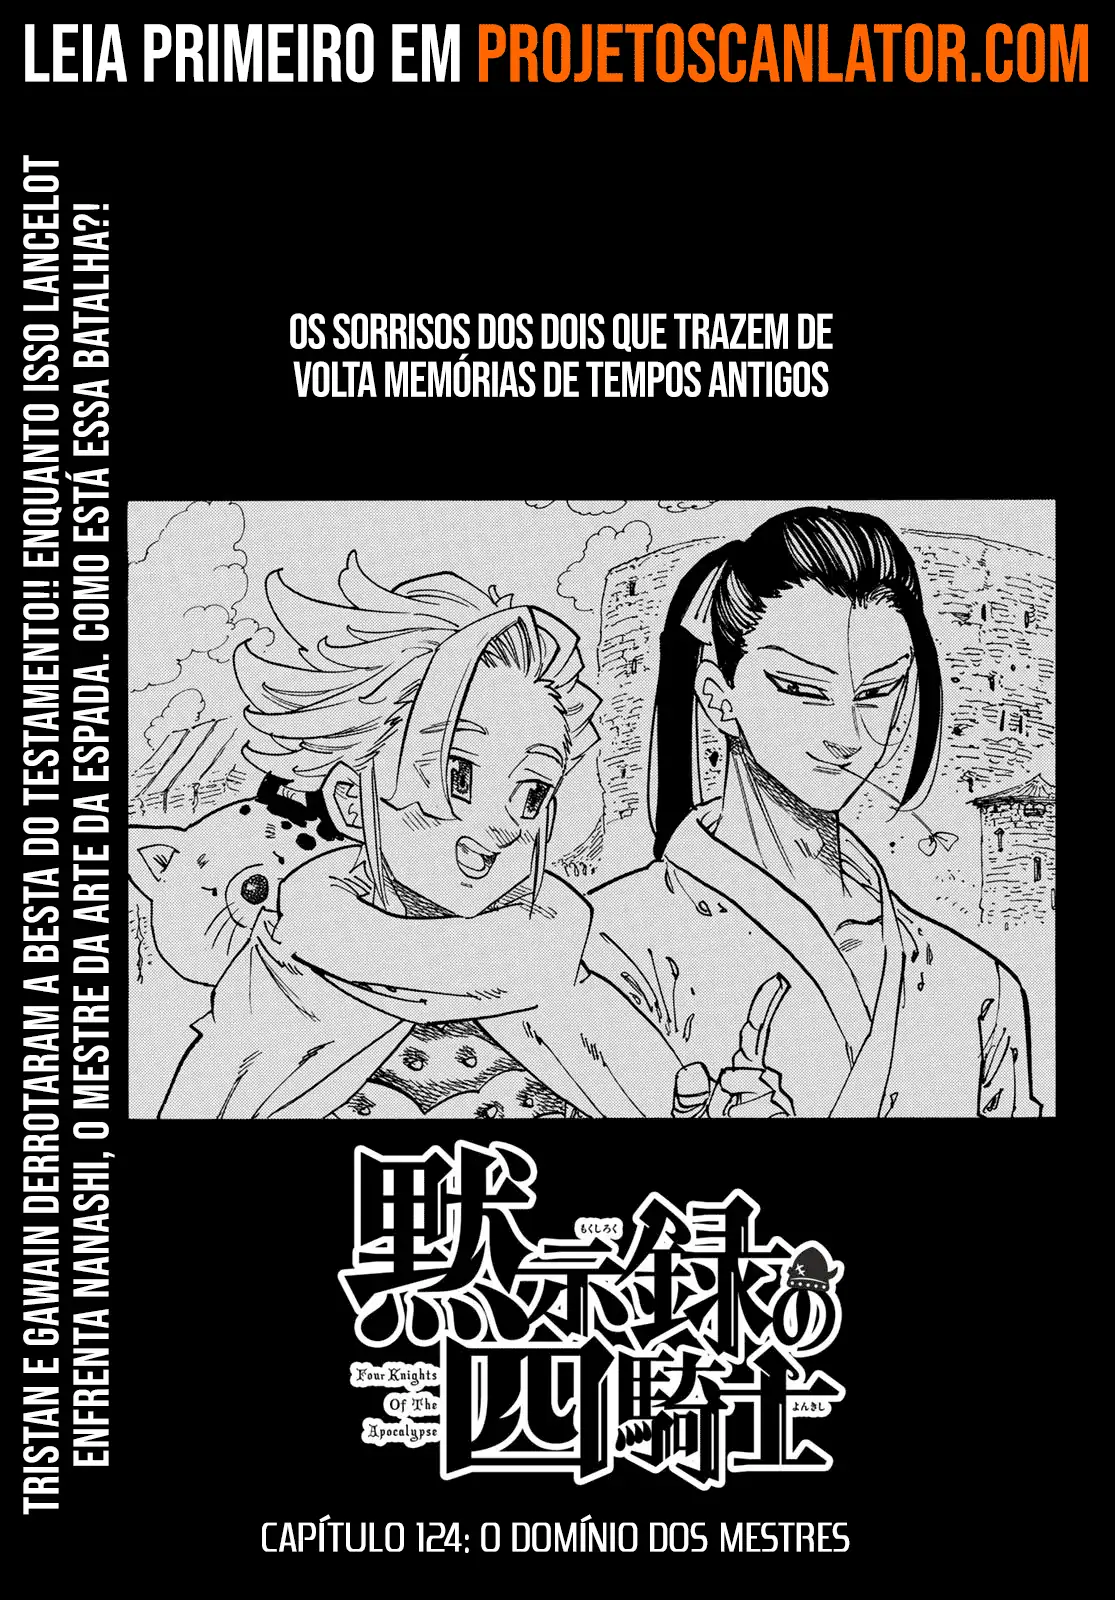 LEIA PRIMEIRO EM PROJETOSCANLATOR.COM
TRISTAN E GAWAIN DERROTARAM A BESTA DO TESTAMENTO!! ENQUANTO ISSO LANCELOT
ENFRENTA NANASHI, O MESTRE DA ARTE DA ESPADA. COMO ESTÁ ESSA BATALHA?!
OS SORRISOS DOS DOIS QUE TRAZEM DE
VOLTA MEMÓRIAS DE TEMPOS ANTIGOS
黙示録の
もくしろく
四騎士
よんきし
Four Knights
Of The
Apocalypse
CAPÍTULO 124: O DOMÍNIO DOS MESTRES